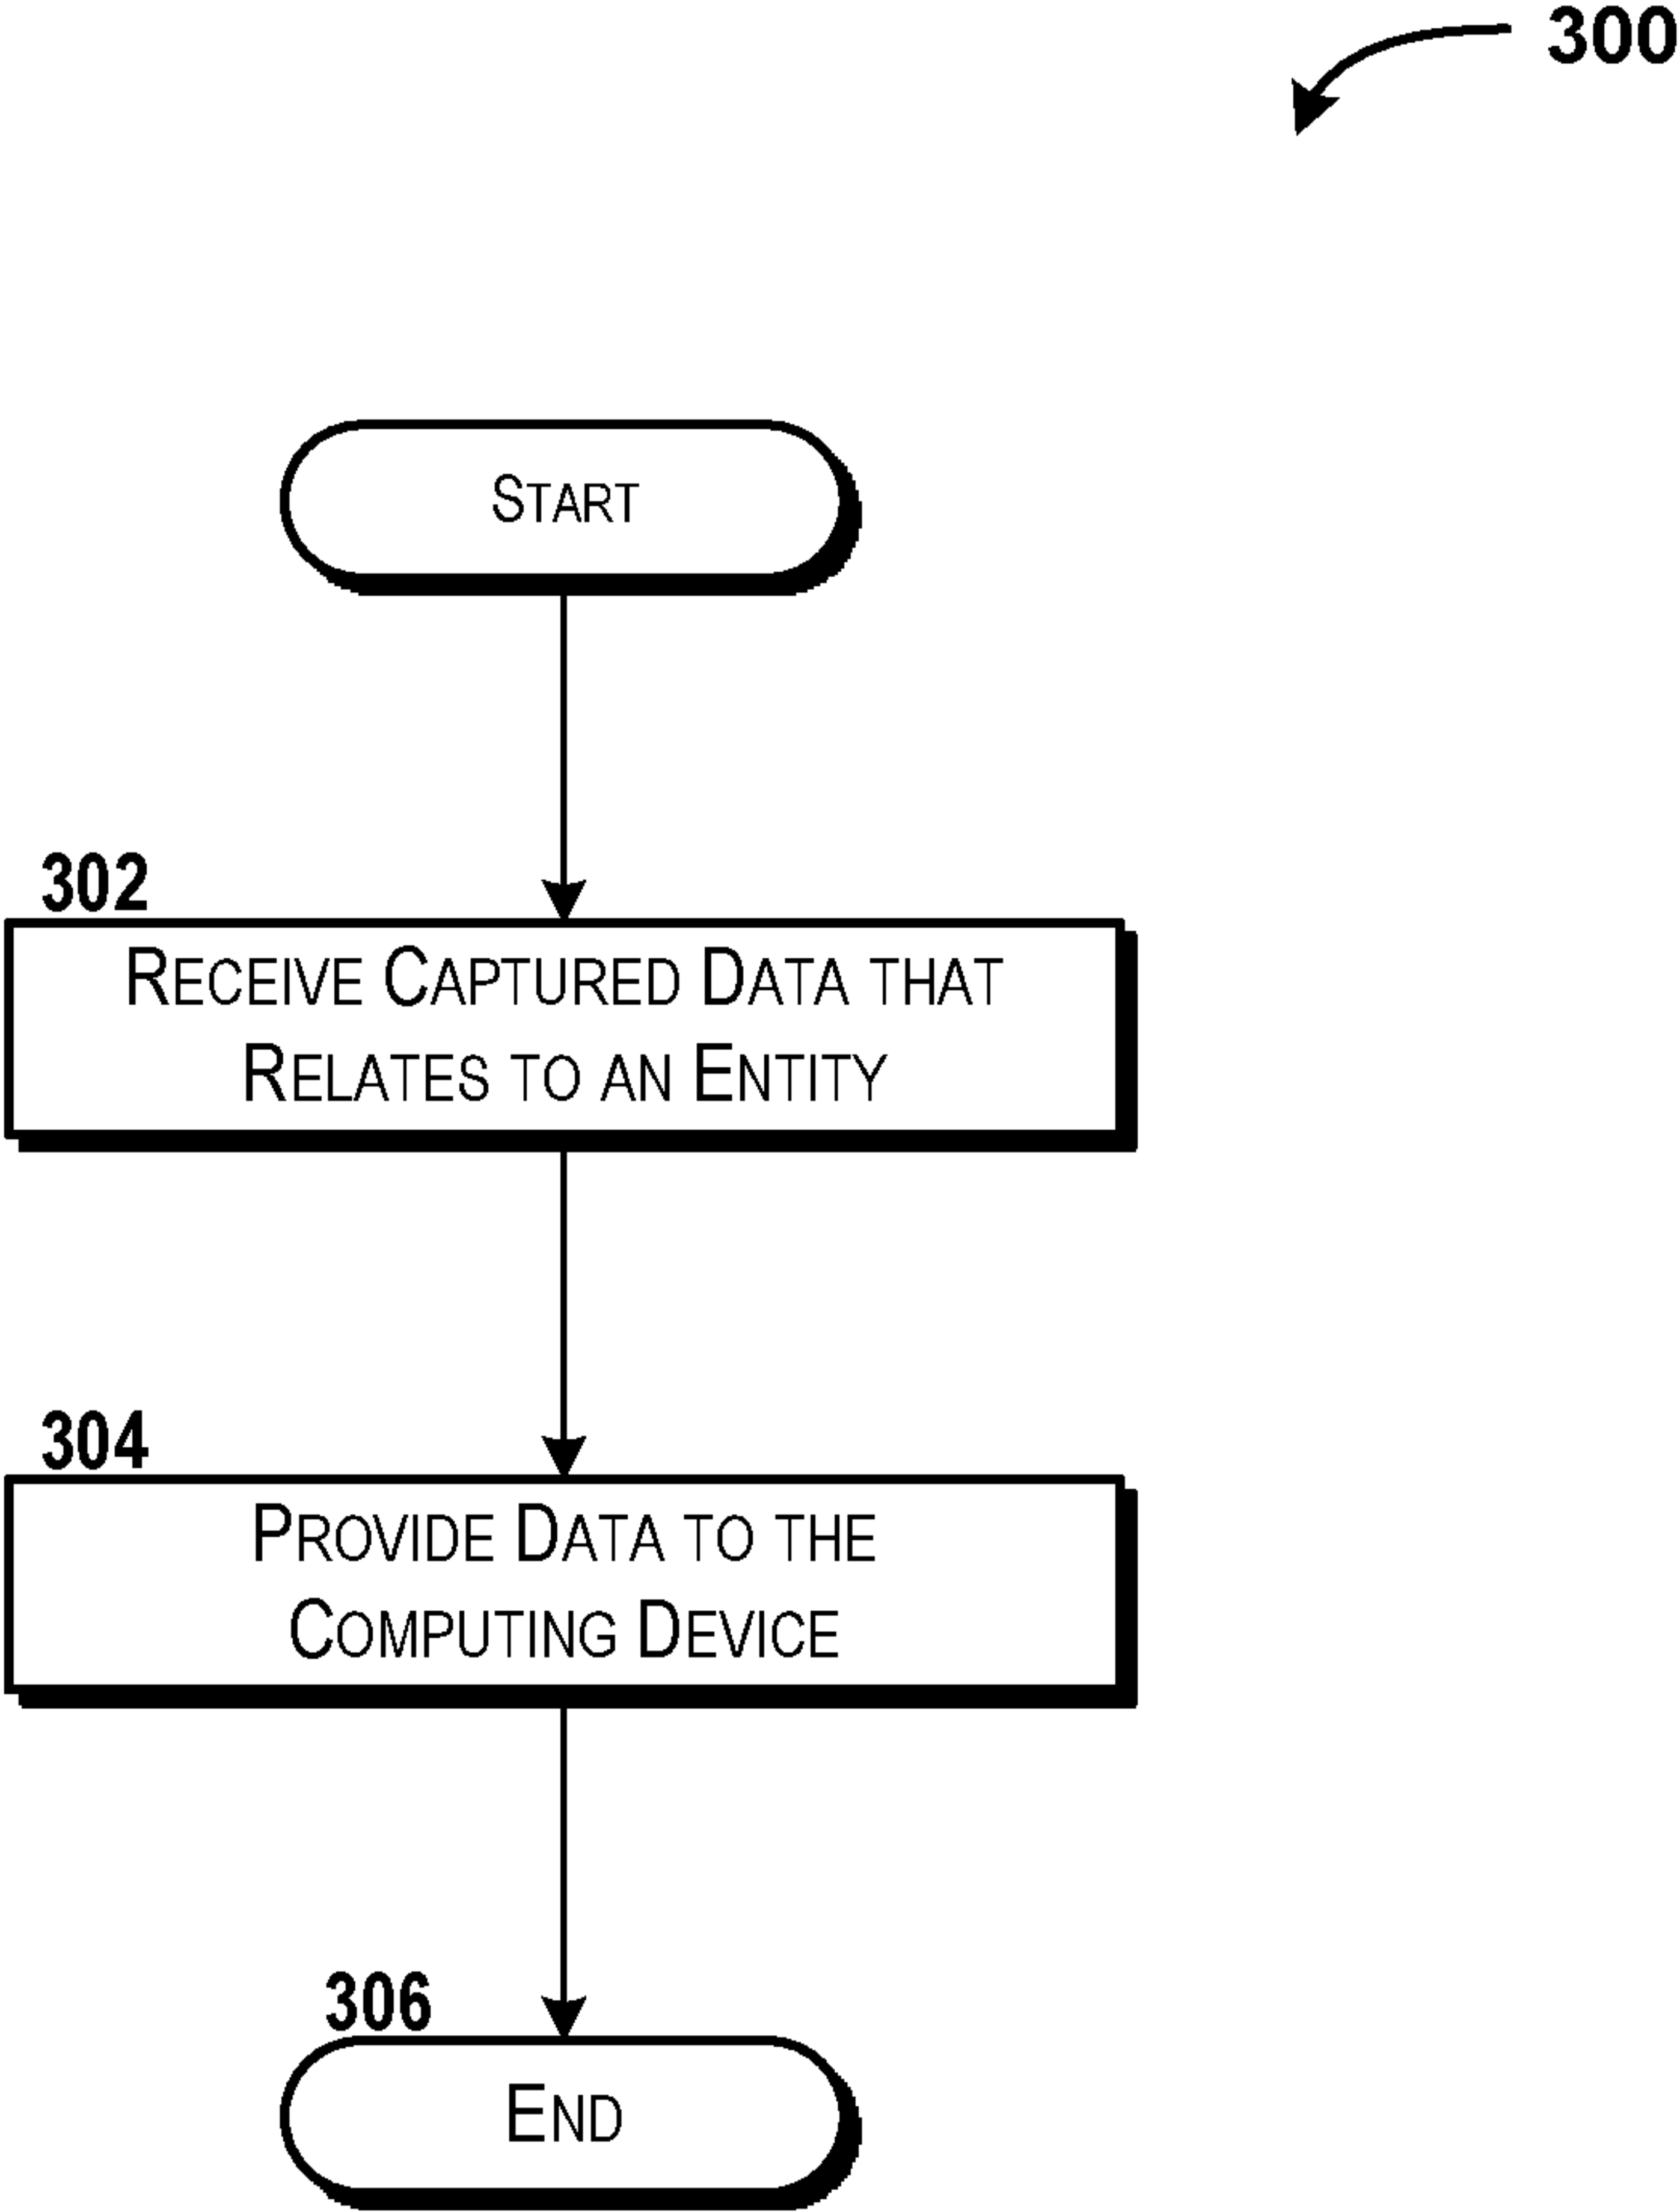 300
START
302
RECEIVE CAPTURED DATA THAT
RELATES TO AN ENTITY
304
PROVIDE DATA TO THE
COMPUTING DEVICE
306
END